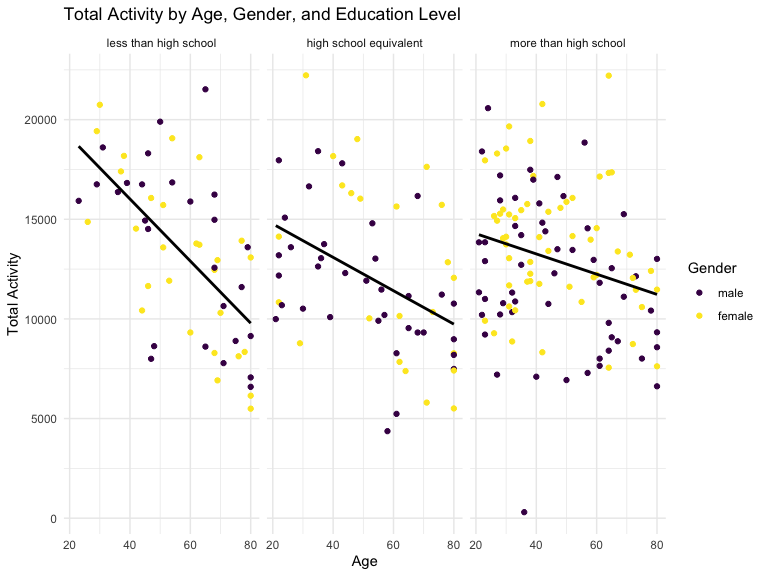 Total Activity by Age, Gender, and Education Level
less than high school high school equivalent more than high school
20000
15000
10000
5000
0
Total Activity
20 40 60 80 20 40 60 80 20 40 60 80
Age
Gender
male
female